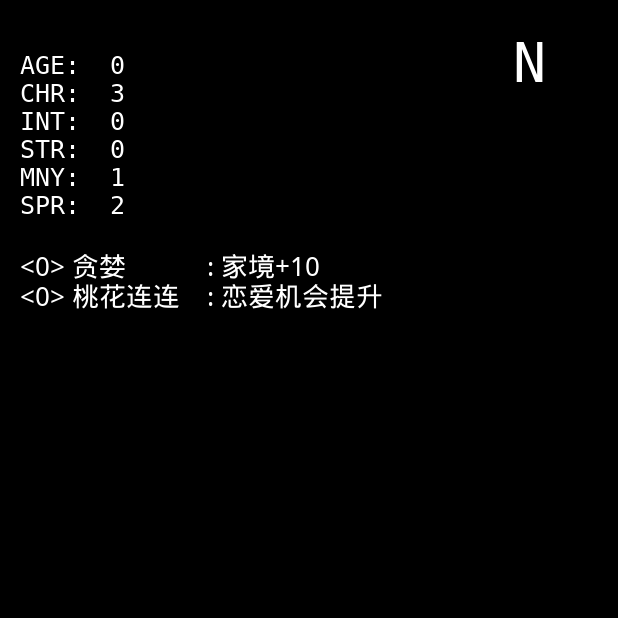 N
AGE: 0
CHR: 3
INT: 0
STR: 0
MNY: 1
SPR: 2
<0> 贪婪 : 家境+10
<0> 桃花连连 : 恋爱机会提升